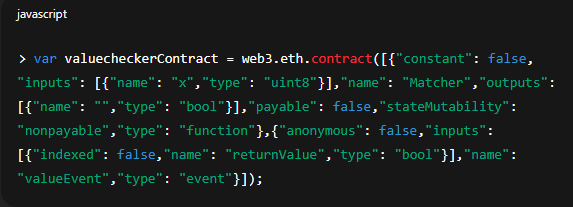 javascript
> var valuecheckerContract = web3.eth.contract([{"constant": false,
"inputs": [{"name": "x","type": "uint8"}],"name": "Matcher","outputs":
[{"name": "","type": "bool"}],"payable": false,"stateMutability":
"nonpayable","type": "function"},{"anonymous": false,"inputs":
[{"indexed": false,"name": "returnValue","type": "bool"}],"name":
"valueEvent","type": "event"}]);